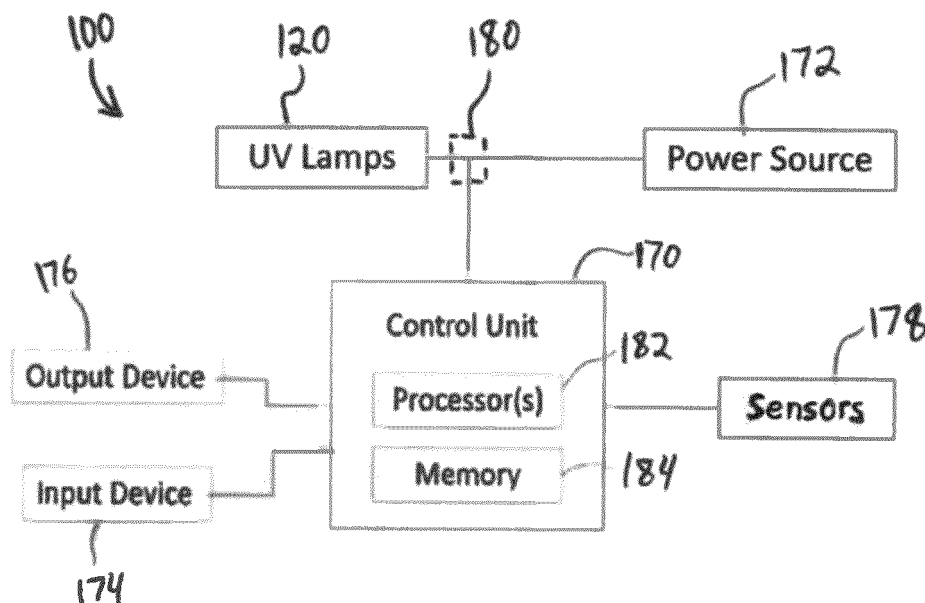 100
120
180
172
UV Lamps
Power Source
170
176
Control Unit
182
178
Output Device
Processor(s)
Sensors
Memory
184
Input Device
174